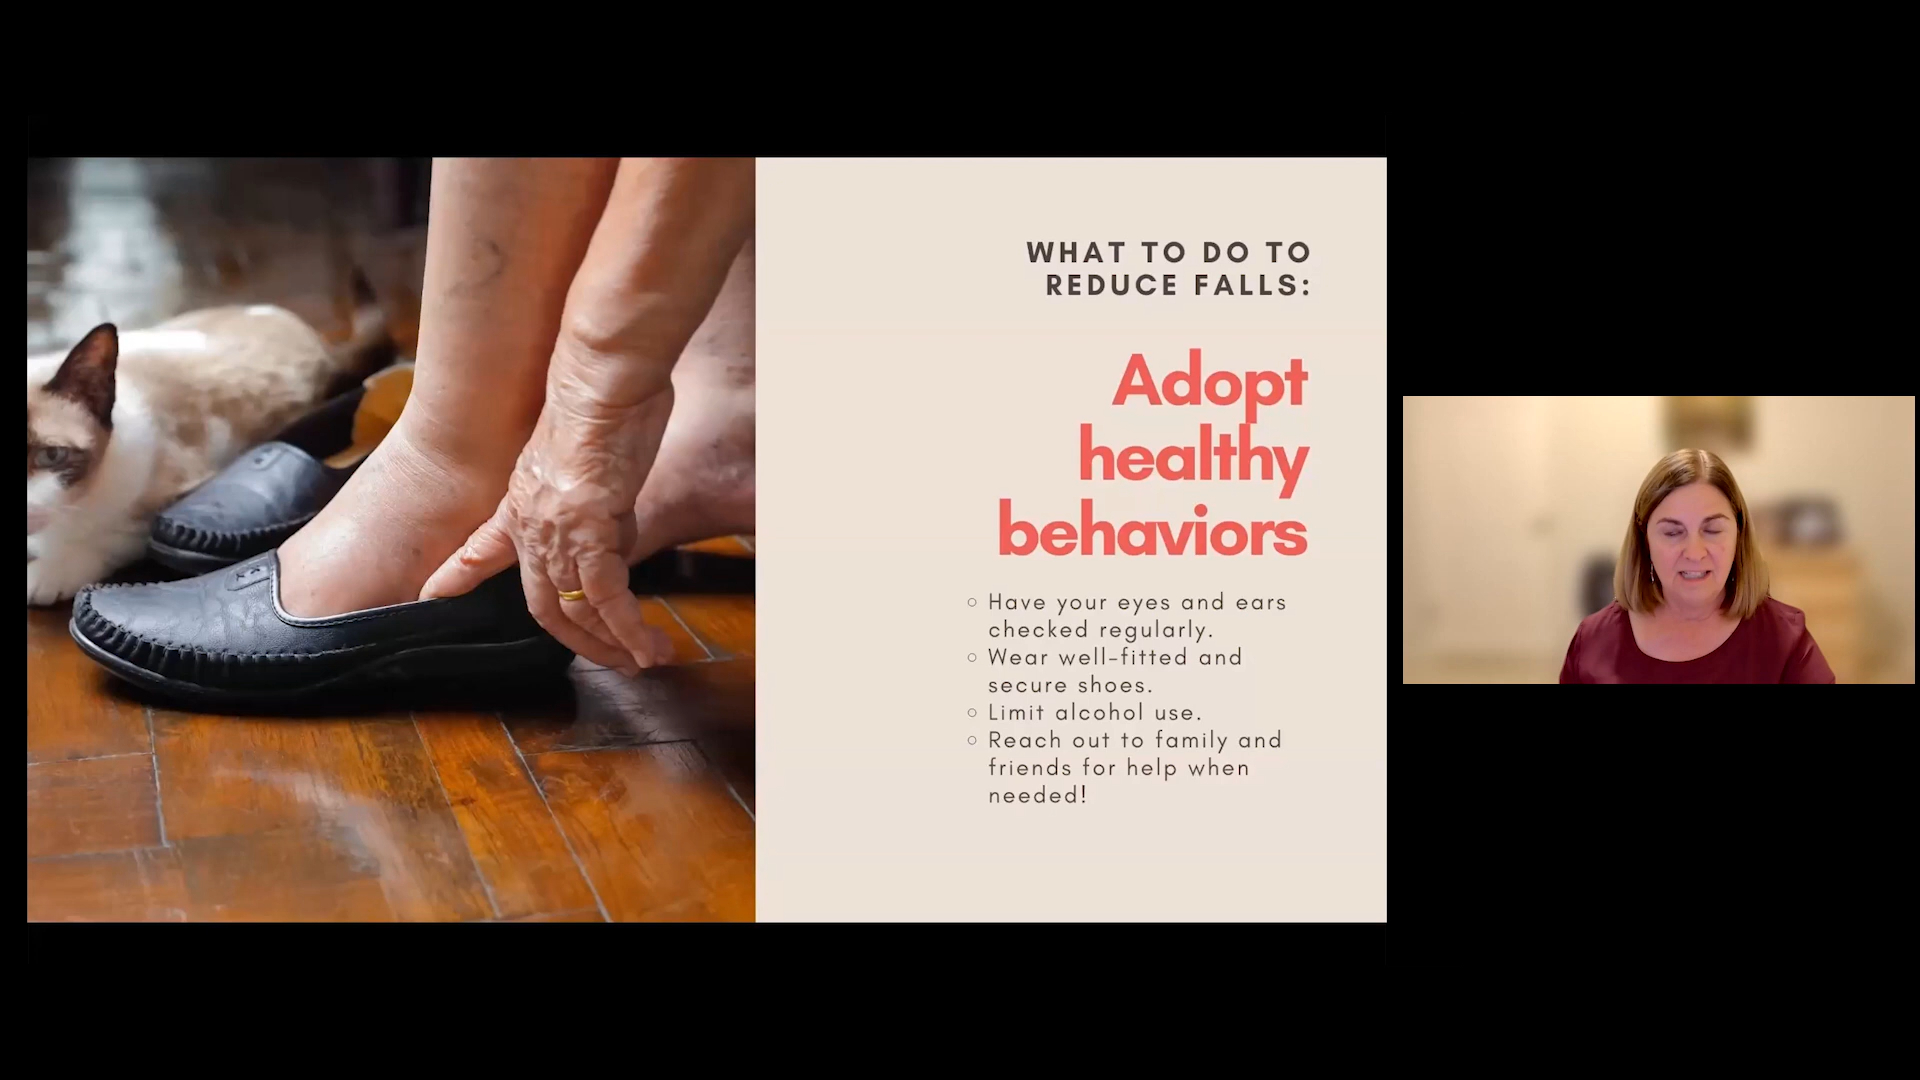 WHAT TO DO TO
REDUCE FALLS:
Adopt
healthy
behaviors
○ Have your eyes and ears
checked regularly.
○ Wear well-fitted and
secure shoes.
○ Limit alcohol use.
○ Reach out to family and
friends for help when
needed!